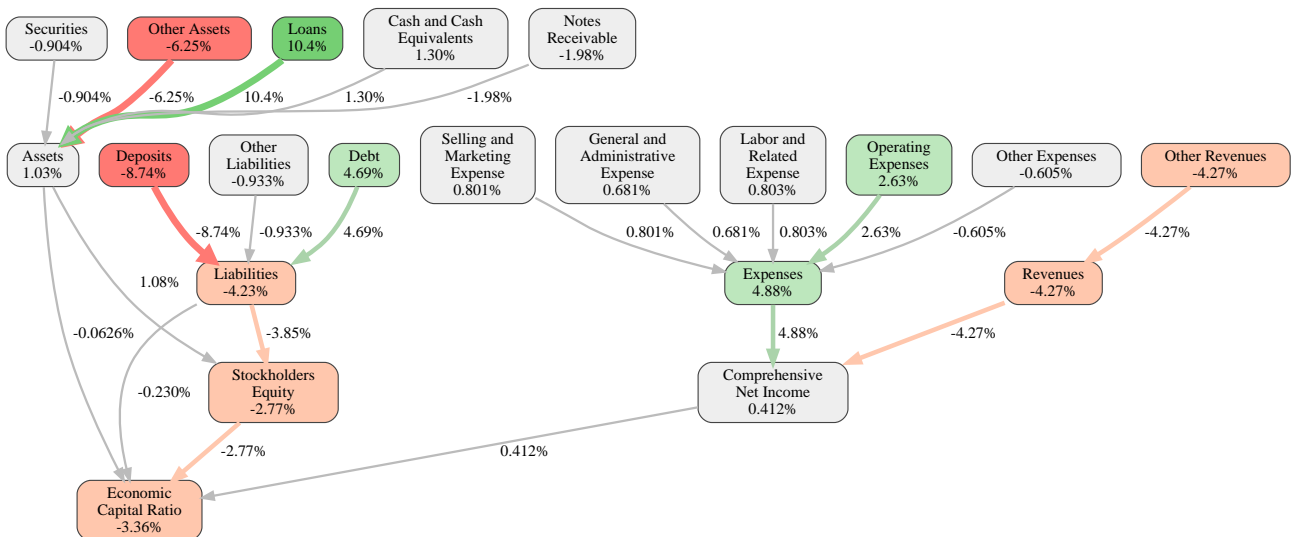 Securities
-0.904%
Other Assets
-6.25%
Loans
10.4%
Cash and Cash
Equivalents
1.30%
Notes
Receivable
-1.98%
-0.904%
-6.25%
10.4%
1.30%
-1.98%
Assets
1.03%
Deposits
-8.74%
Other
Liabilities
-0.933%
Debt
4.69%
Selling and
Marketing
Expense
0.801%
General and
Administrative
Expense
0.681%
Labor and
Related
Expense
0.803%
Operating
Expenses
2.63%
Other Expenses
-0.605%
Other Revenues
-4.27%
-8.74%
-0.933%
4.69%
0.801%
0.681%
0.803%
2.63%
-0.605%
-4.27%
1.08%
Liabilities
-4.23%
Expenses
4.88%
Revenues
-4.27%
-0.0626%
-3.85%
4.88%
-4.27%
-0.230%
Stockholders
Equity
-2.77%
Comprehensive
Net Income
0.412%
-2.77%
0.412%
Economic
Capital Ratio
-3.36%